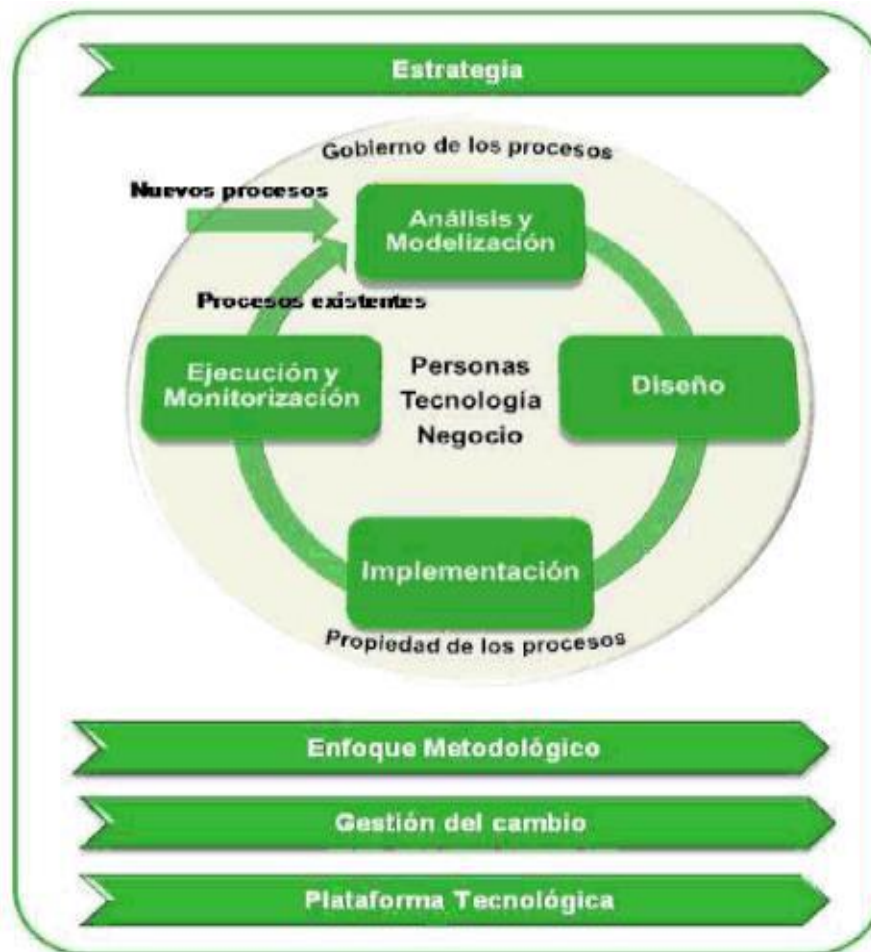 Estrategia
Gobierno de los procesos
Nuevos procesos
Análisis y
Modelización
Procesos existentes
Ejecución y
Monitorización
Personas
Tecnología
Negocio
Diseño
Implementación
Propiedad de los procesos
Enfoque Metodológico
Gestión del cambio
Plataforma Tecnológica